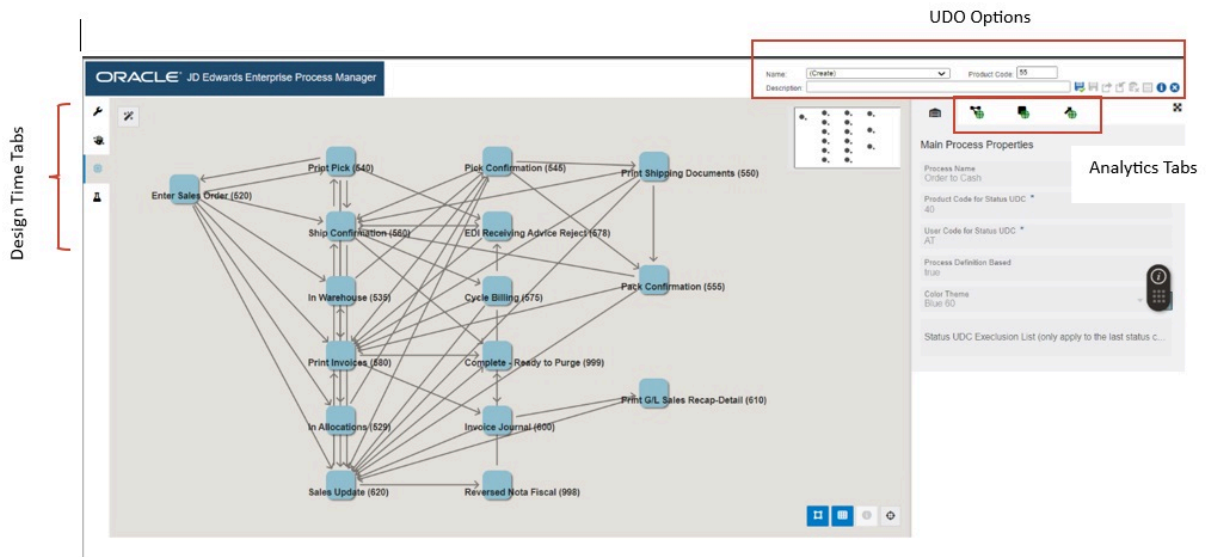 UDO Options
ORACLE® JD Edwards Enterprise Process Manager
Name: (Create) Product Code: 55
Description:
Design Time Tabs
Analytics Tabs
Main Process Properties
Process Name
Order to Cash
Product Code for Status UDC *
40
User Code for Status UDC *
AT
Process Definition Based
true
Color Theme
Blue 60
Status UDC Execlusion List (only apply to the last status c...
Print Pick (540)
Pick Confirmation (545)
Print Shipping Documents (550)
Enter Sales Order (520)
Ship Confirmation (560)
EDI Receiving Advice Reject (578)
In Warehouse (535)
Cycle Billing (575)
Pack Confirmation (555)
Print Invoices (580)
Complete - Ready to Purge (999)
Print G/L Sales Recap-Detail (610)
In Allocations (529)
Invoice Journal (600)
Sales Update (620)
Reversed Nota Fiscal (998)